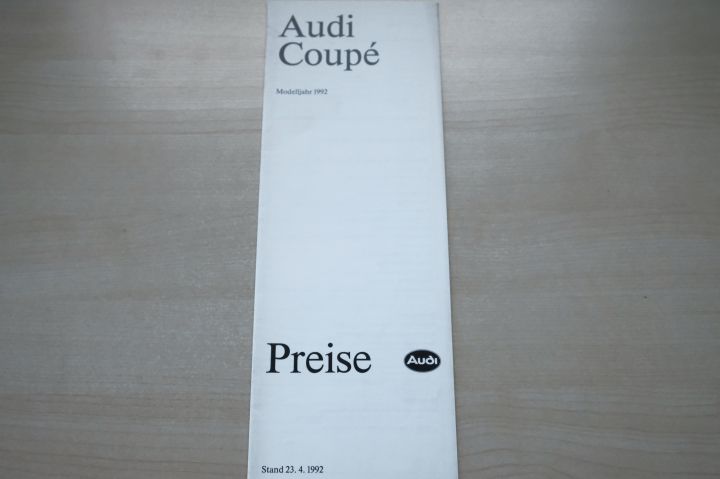 Audi
Coupé
Modelljahr 1992
Preise
Audi
Stand 23. 4. 1992